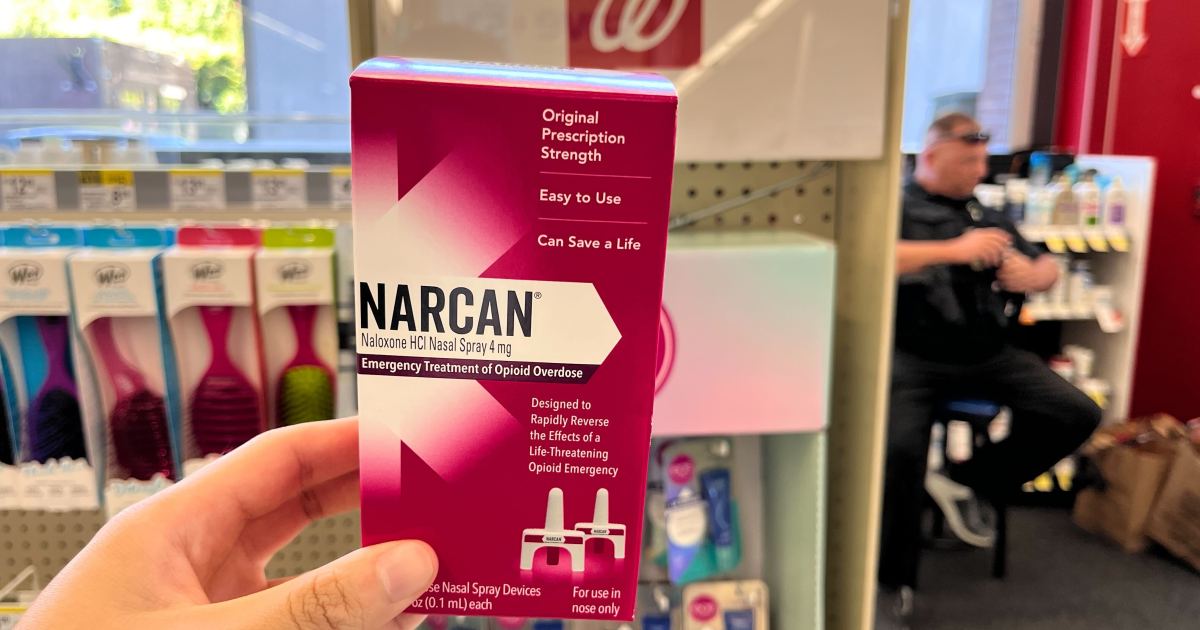 Original
Prescription
Strength
Easy to Use
Can Save a Life
NARCAN®
Naloxone HCl Nasal Spray 4 mg
Emergency Treatment of Opioid Overdose
Designed to
Rapidly Reverse
the Effects of a
Life-Threatening
Opioid Emergency
NARCAN
NARCAN
se Nasal Spray Devices
oz (0.1 mL) each
For use in
nose only
Wet
Wet
Wet
Wet